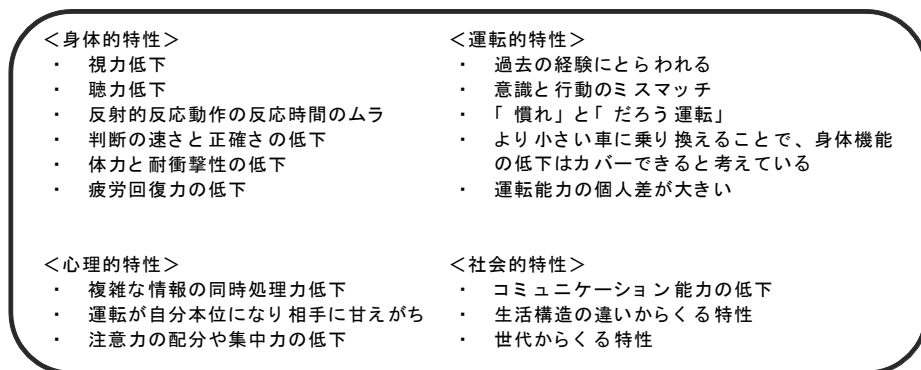 ＜身体的特性＞
・ 視力低下
・ 聴力低下
・ 反射的反応動作の反応時間のムラ
・ 判断の速さと正確さの低下
・ 体力と耐衝撃性の低下
・ 疲労回復力の低下
＜運転的特性＞
・ 過去の経験にとらわれる
・ 意識と行動のミスマッチ
・ 「慣れ」と「だろう運転」
・ より小さい車に乗り換えることで、身体機能
の低下はカバーできると考えている
・ 運転能力の個人差が大きい
＜心理的特性＞
・ 複雑な情報の同時処理力低下
・ 運転が自分本位になり相手に甘えがち
・ 注意力の配分や集中力の低下
＜社会的特性＞
・ コミュニケーション能力の低下
・ 生活構造の違いからくる特性
・ 世代からくる特性